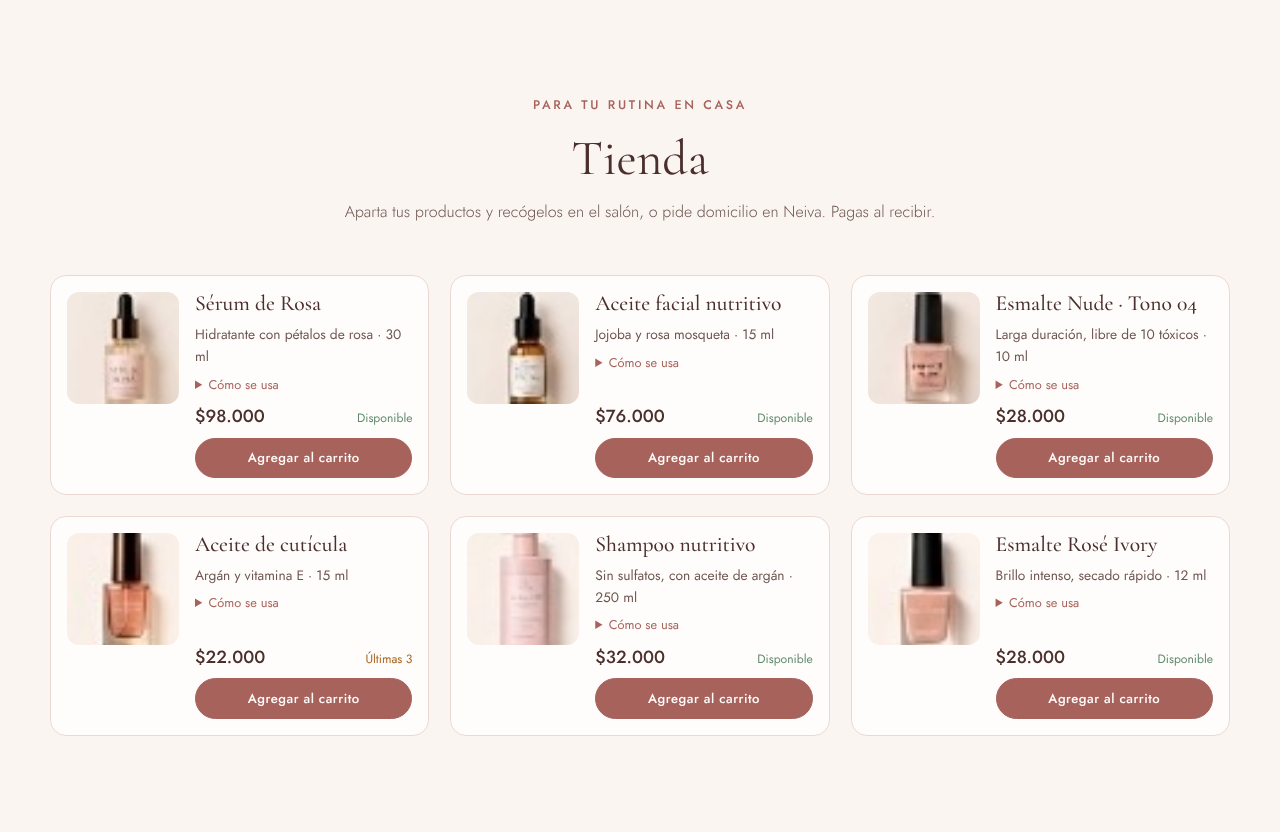 PARA TU RUTINA EN CASA
Tienda
Aparta tus productos y recógelos en el salón, o pide domicilio en Neiva. Pagas al recibir.
Sérum de Rosa
Hidratante con pétalos de rosa · 30
ml
Cómo se usa
$98.000
Disponible
Agregar al carrito
Aceite facial nutritivo
Jojoba y rosa mosqueta · 15 ml
Cómo se usa
$76.000
Disponible
Agregar al carrito
Esmalte Nude · Tono 04
Larga duración, libre de 10 tóxicos ·
10 ml
Cómo se usa
$28.000
Disponible
Agregar al carrito
Aceite de cutícula
Argán y vitamina E · 15 ml
Cómo se usa
$22.000
Últimas 3
Agregar al carrito
Shampoo nutritivo
Sin sulfatos, con aceite de argán ·
250 ml
Cómo se usa
$32.000
Disponible
Agregar al carrito
Esmalte Rosé Ivory
Brillo intenso, secado rápido · 12 ml
Cómo se usa
$28.000
Disponible
Agregar al carrito